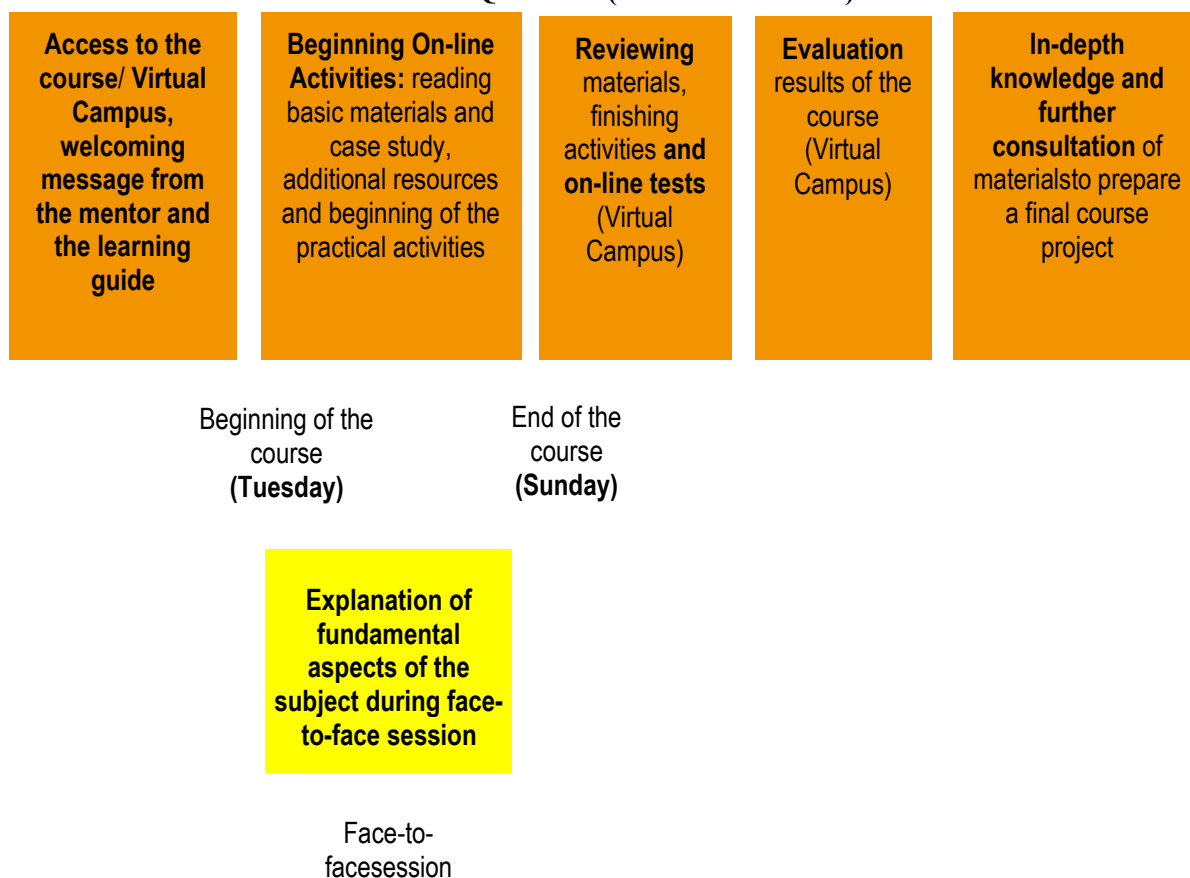 Access to the
course/ Virtual
Campus,
welcoming
message from
the mentor and
the learning
guide
Beginning On-line
Activities: reading
basic materials and
case study,
additional resources
and beginning of the
practical activities
Reviewing
materials,
finishing
activities and
on-line tests
(Virtual
Campus)
Evaluation
results of the
course
(Virtual
Campus)
In-depth
knowledge and
further
consultation of
materialsto prepare
a final course
project
Beginning of the
course
(Tuesday)
End of the
course
(Sunday)
Explanation of
fundamental
aspects of the
subject during face-
to-face session
Face-to-
facesession